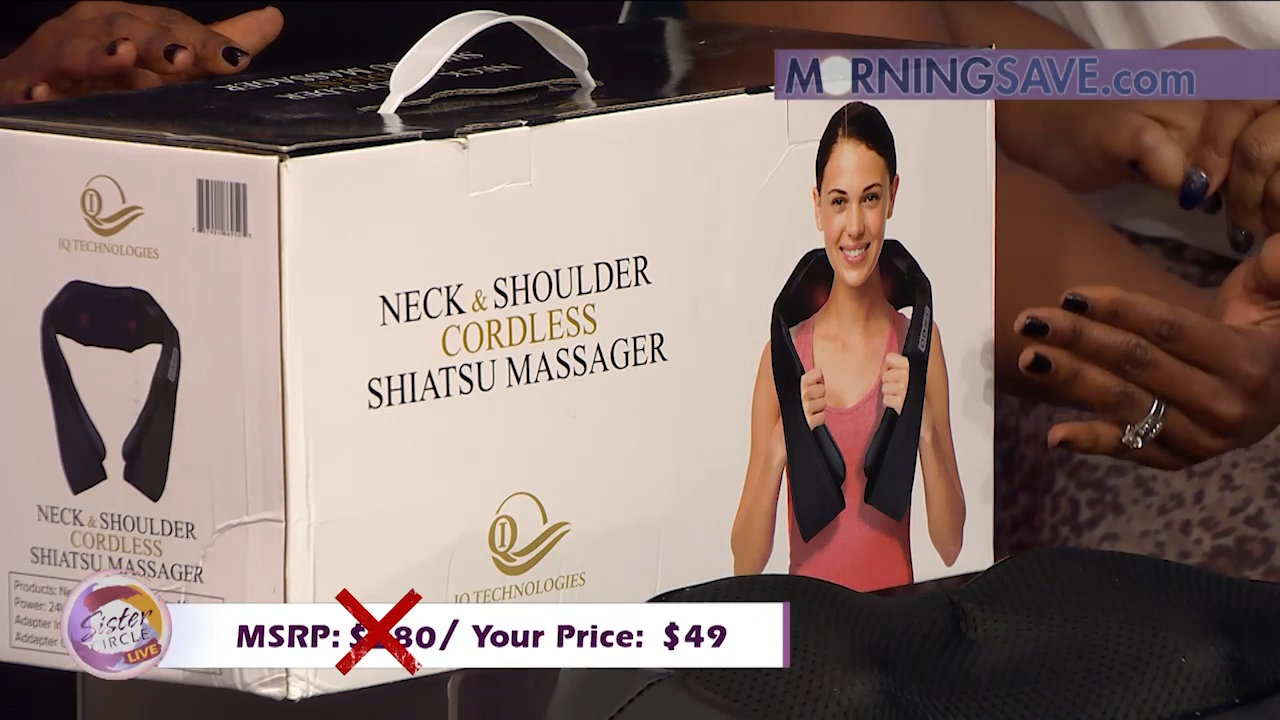 MORNINGSAVE.com
IQ TECHNOLOGIES
NECK & SHOULDER
CORDLESS
SHIATSU MASSAGER
NECK & SHOULDER
CORDLESS
SHIATSU MASSAGER
IQ TECHNOLOGIES
Products:
Power:
Adapter
Sister
CIRCLE
LIVE
MSRP: / Your Price: $49